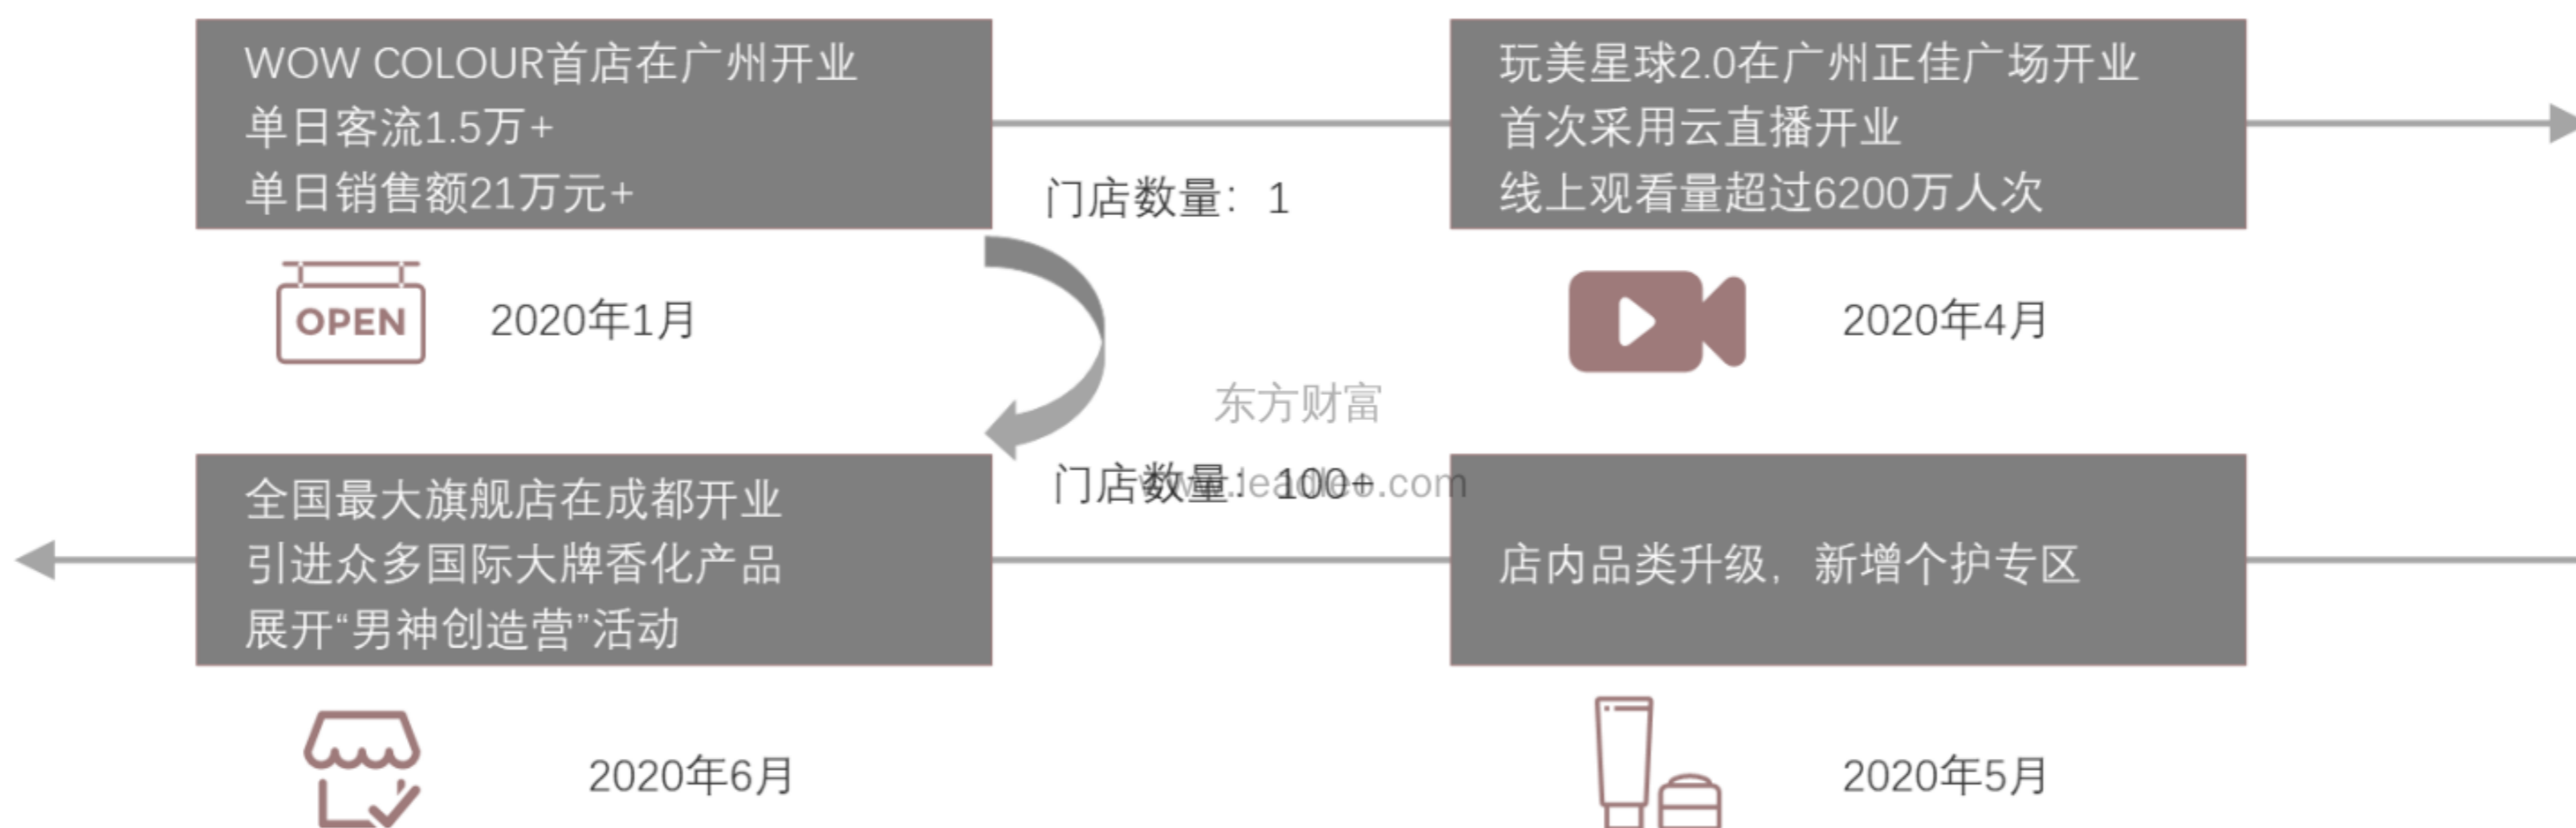 WOW COLOUR首店在广州开业
单日客流1.5万+
单日销售额21万元+
门店数量：1
玩美星球2.0在广州正佳广场开业
首次采用云直播开业
线上观看量超过6200万人次
OPEN
2020年1月
2020年4月
东方财富
门店数量：100+
www.leadleo.com
全国最大旗舰店在成都开业
引进众多国际大牌香化产品
展开“男神创造营”活动
店内品类升级，新增个护专区
2020年6月
2020年5月